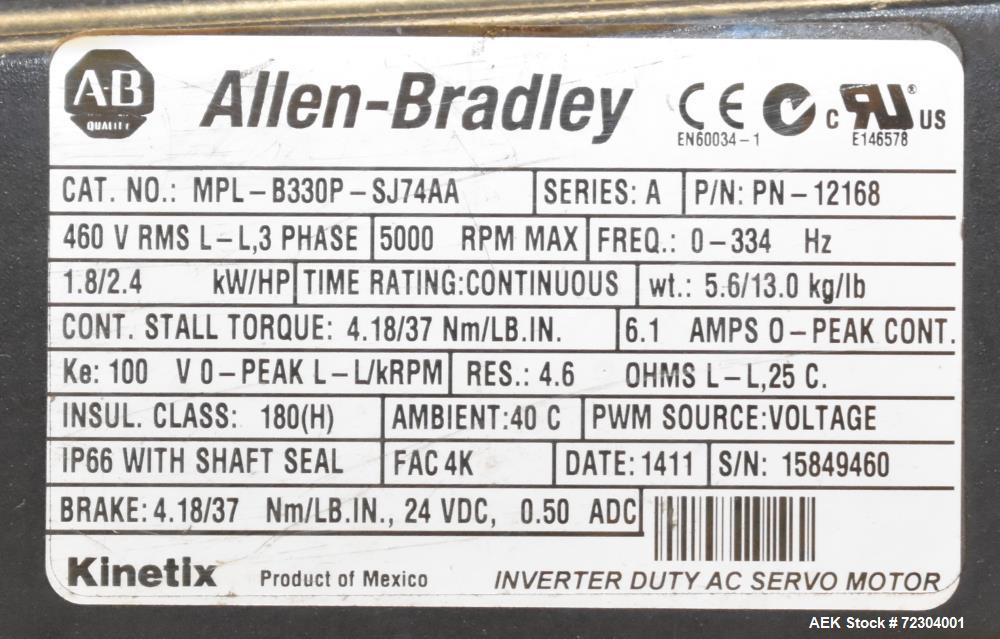 A-B
QUALITY
Allen-Bradley
CE
EN60034-1
c RU® US
E146578
CAT. NO.: MPL-B330P-SJ74AA SERIES: A P/N: PN-12168
460 V RMS L-L,3 PHASE 5000 RPM MAX FREQ.: 0-334 Hz
1.8/2.4 kW/HP TIME RATING:CONTINUOUS wt.: 5.6/13.0 kg/lb
CONT. STALL TORQUE: 4.18/37 Nm/LB.IN. 6.1 AMPS 0-PEAK CONT.
Ke: 100 V 0-PEAK L-L/kRPM RES.: 4.6 OHMS L-L,25 C.
INSUL. CLASS: 180(H) AMBIENT:40 C PWM SOURCE:VOLTAGE
IP66 WITH SHAFT SEAL FAC 4K DATE: 1411 S/N: 15849460
BRAKE: 4.18/37 Nm/LB.IN., 24 VDC, 0.50 ADC
Kinetix Product of Mexico INVERTER DUTY AC SERVO MOTOR
AEK Stock # 72304001